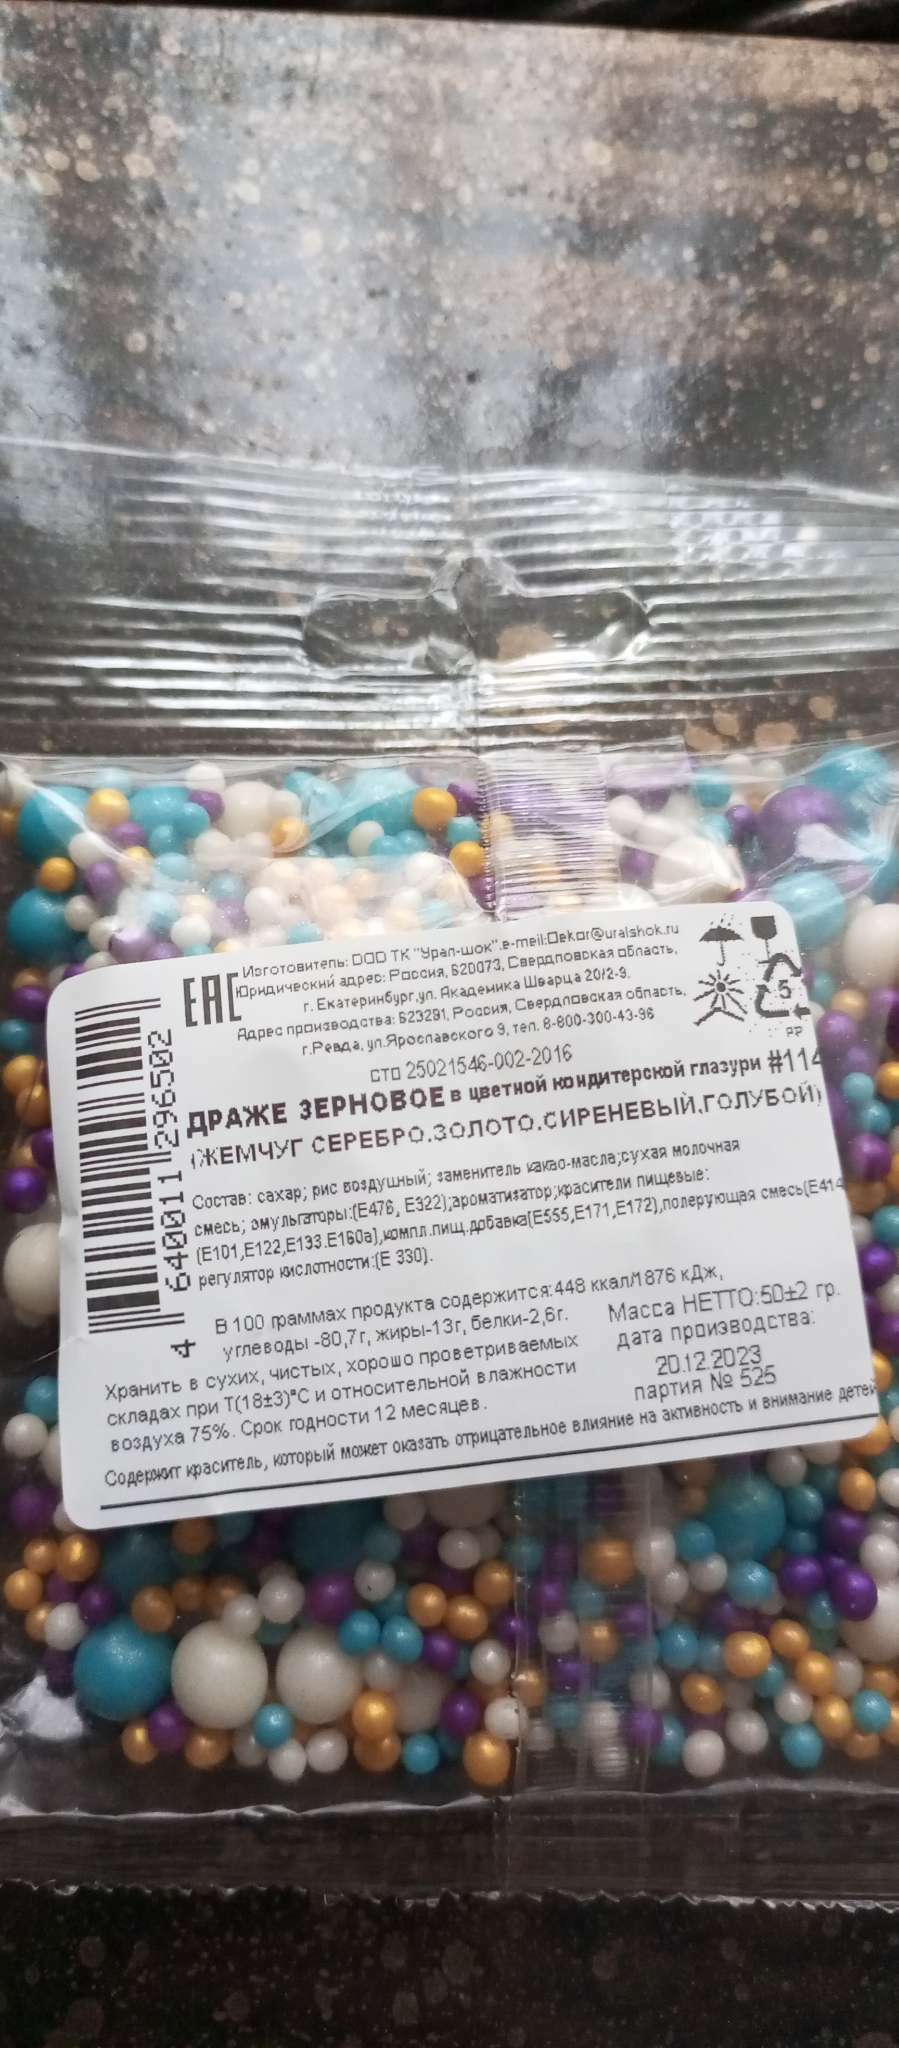 EAC
Изготовитель: ООО ТК "Урал-шок".e-meil:Dekor@uralshok.ru
Юридический адрес: Россия, 620073, Свердловская область,
г. Екатеринбург,ул. Академика Шварца 20/2-9.
Адрес производства: 623291, Россия, Свердловская область,
г.Ревда, ул.Ярославского 9, тел. 8-800-300-43-96
5
PP
сто 25021546-002-2016
ДРАЖЕ ЗЕРНОВОЕ в цветной кондитерской глазури #114
(ЖЕМЧУГ СЕРЕБРО.ЗОЛОТО.СИРЕНЕВЫЙ.ГОЛУБОЙ)
Состав: сахар; рис воздушный; заменитель какао-масла;сухая молочная
смесь; эмульгаторы:(Е476, Е322);ароматизатор;красители пищевые:
(Е101,Е122,Е133.Е160а),компл.пищ.добавка(Е555,Е171,Е172),полерующая смесь(Е414
регулятор кислотности:(Е 330).
В 100 граммах продукта содержится:448 ккал/1876 кДж,
углеводы -80,7г, жиры-13г, белки-2,6г.
Масса НЕТТО:50±2 гр.
дата производства:
20.12.2023
партия № 525
Хранить в сухих, чистых, хорошо проветриваемых
складах при Т(18±3)°С и относительной влажности
воздуха 75%. Срок годности 12 месяцев.
Содержит краситель, который может оказать отрицательное влияние на активность и внимание детей
4 640011 296502